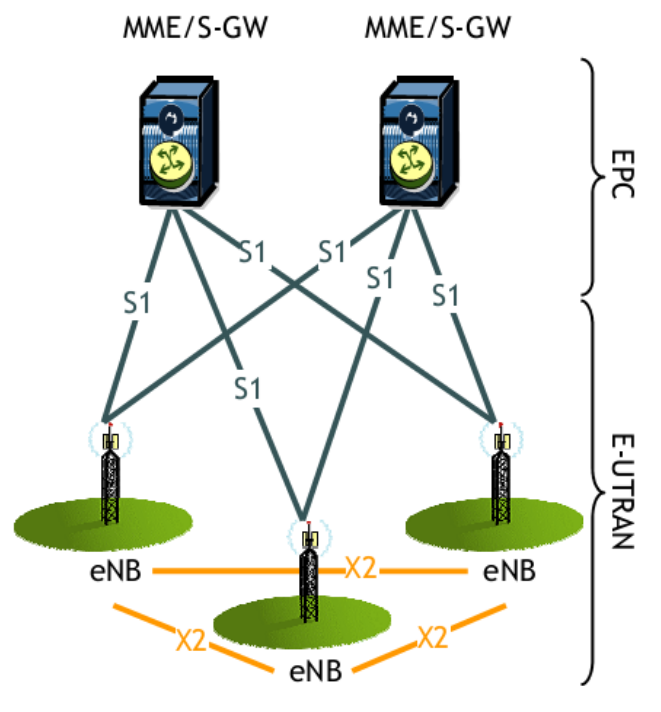 MME/S-GW
MME/S-GW
EPC
S1
S1
S1
S1
S1
S1
E-UTRAN
eNB
X2
eNB
X2
X2
eNB